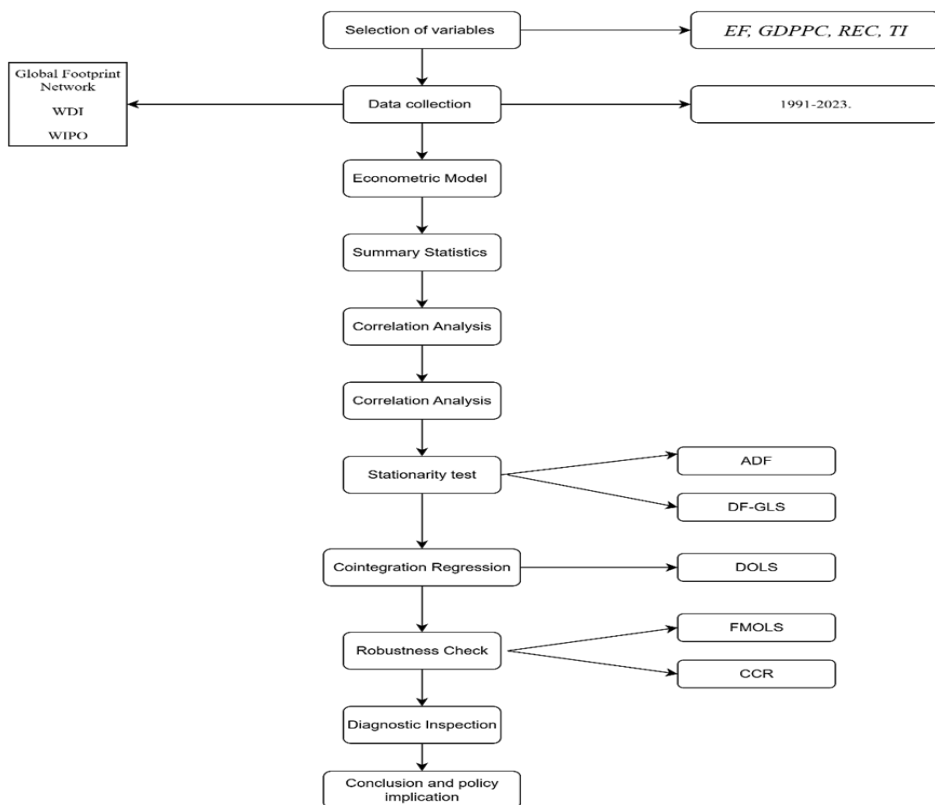 Selection of variables
EF, GDPPC, REC, TI
Global Footprint
Network
WDI
WIPO
Data collection
1991-2023.
Econometric Model
Summary Statistics
Correlation Analysis
Correlation Analysis
Stationarity test
ADF
DF-GLS
Cointegration Regression
DOLS
Robustness Check
FMOLS
CCR
Diagnostic Inspection
Conclusion and policy
implication